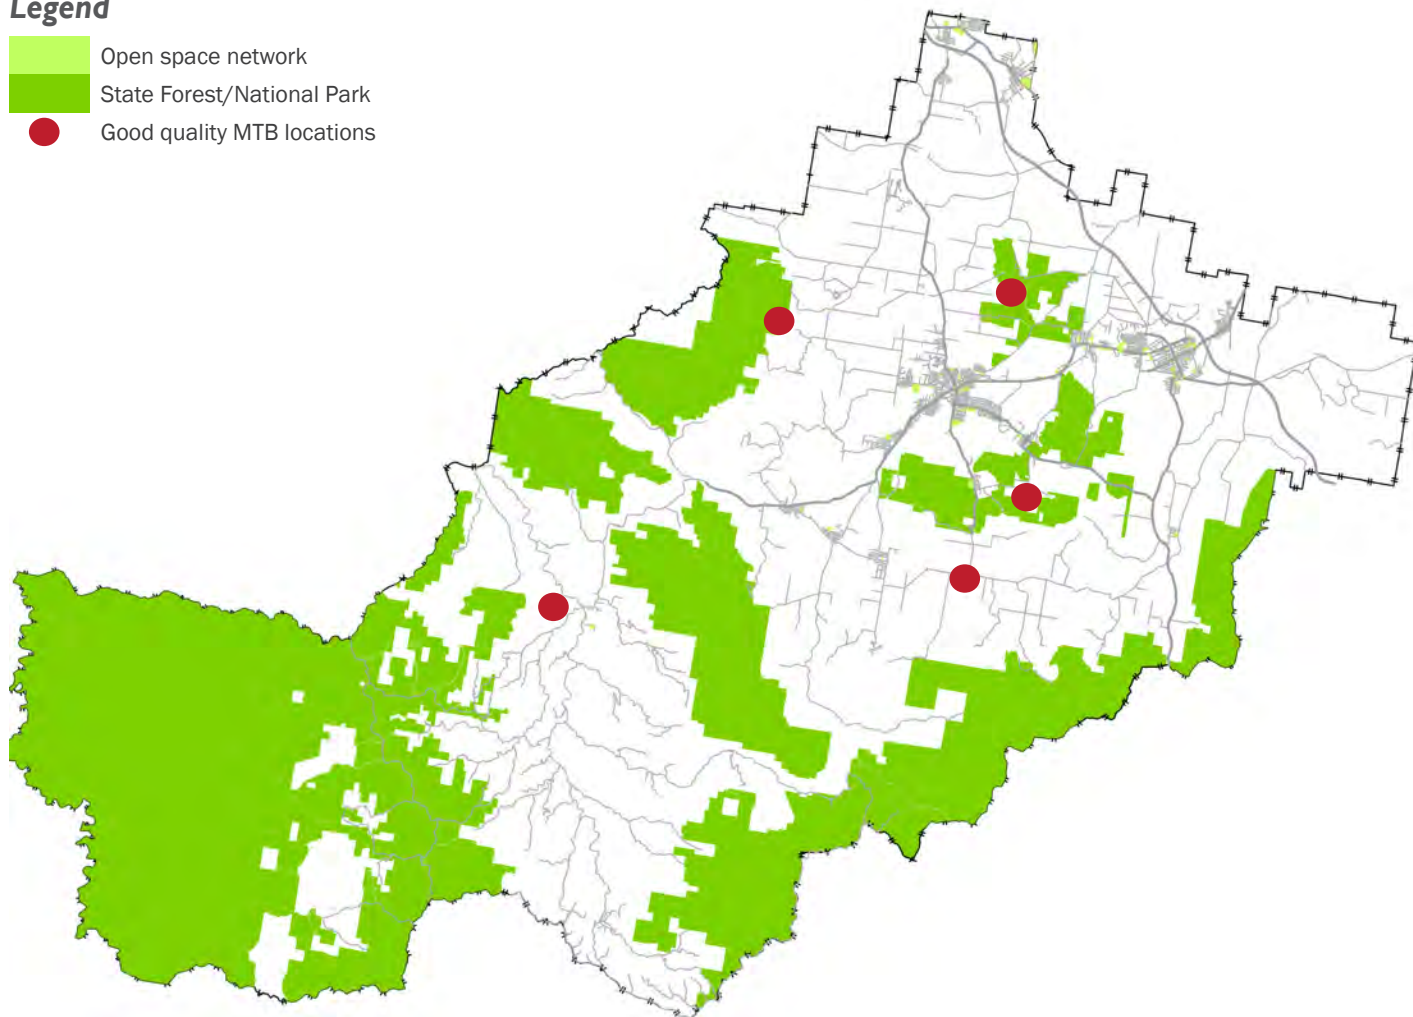 Legend
Open space network
State Forest/National Park
Good quality MTB locations